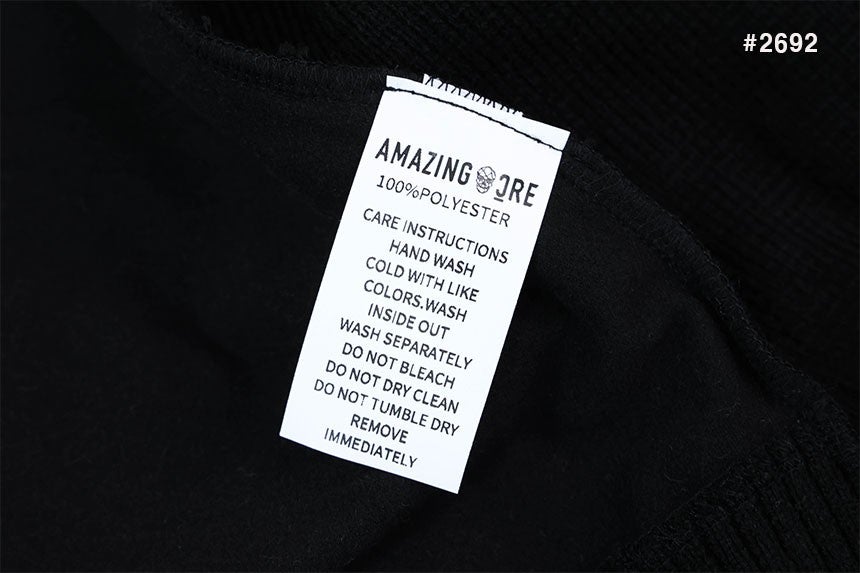 #2692
AMAZING CORE
100%POLYESTER
CARE INSTRUCTIONS
HAND WASH
COLD WITH LIKE
COLORS.WASH
INSIDE OUT
WASH SEPARATELY
DO NOT BLEACH
DO NOT DRY CLEAN
DO NOT TUMBLE DRY
REMOVE
IMMEDIATELY